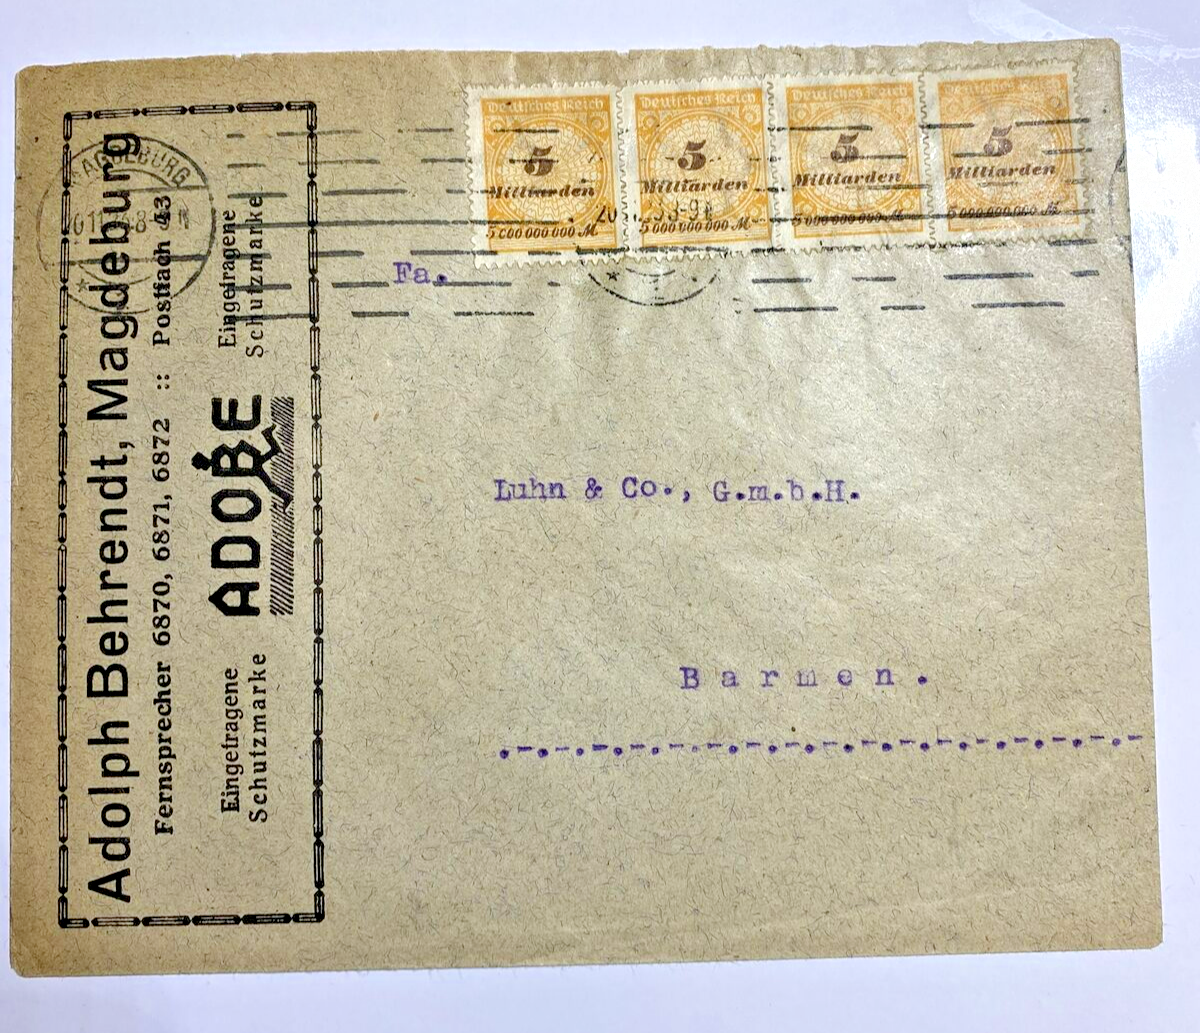 Adolph Behrendt, Magdeburg
Fernsprecher 6870, 6871, 6872 :: Postfach 43
Eingetragene
Schutzmarke
ADOBE
Eingetragene
Schutzmarke
MAGDEBURG
Deutsches Reich
5
Milliarden
5 000 000 000 M
Deutsches Reich
5
Milliarden
5 000 000 000 M
Deutsches Reich
5
Milliarden
5 000 000 000 M
Deutsches Reich
5
Milliarden
5 000 000 000 M
Fa.
Luhn & Co., G.m.b.H.
Barmen.